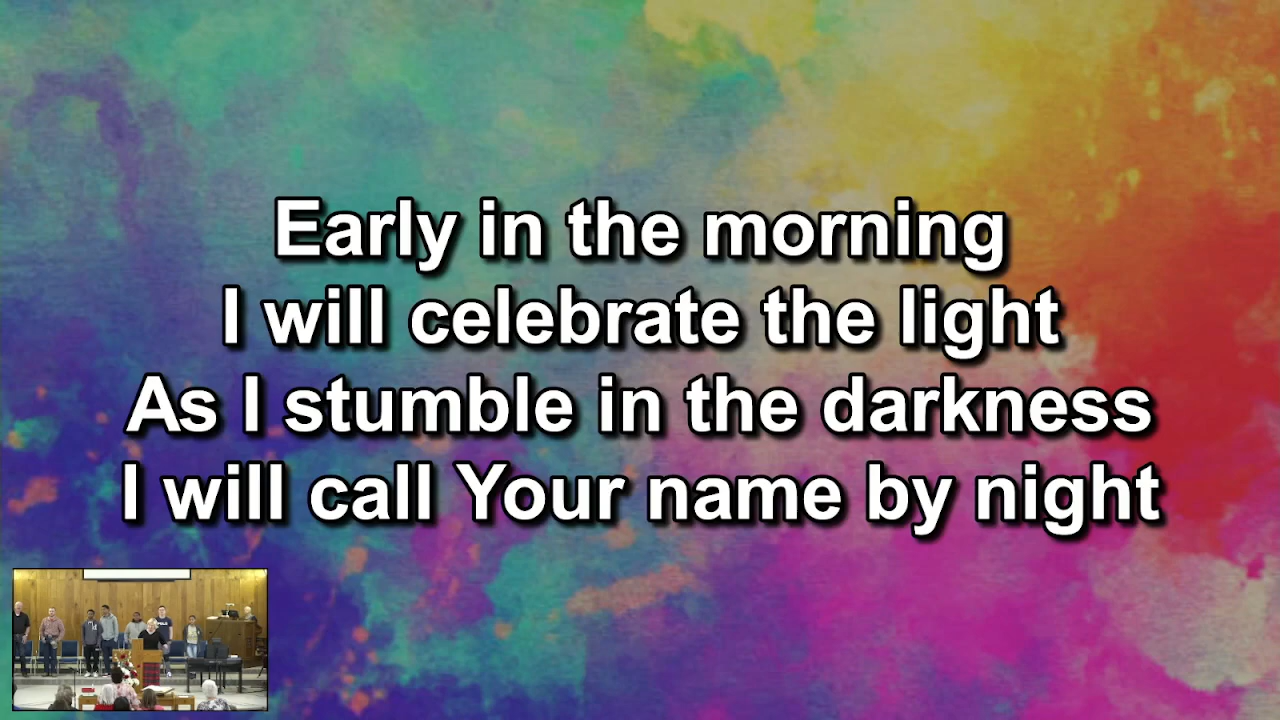 Early in the morning
I will celebrate the light
As I stumble in the darkness
I will call Your name by night